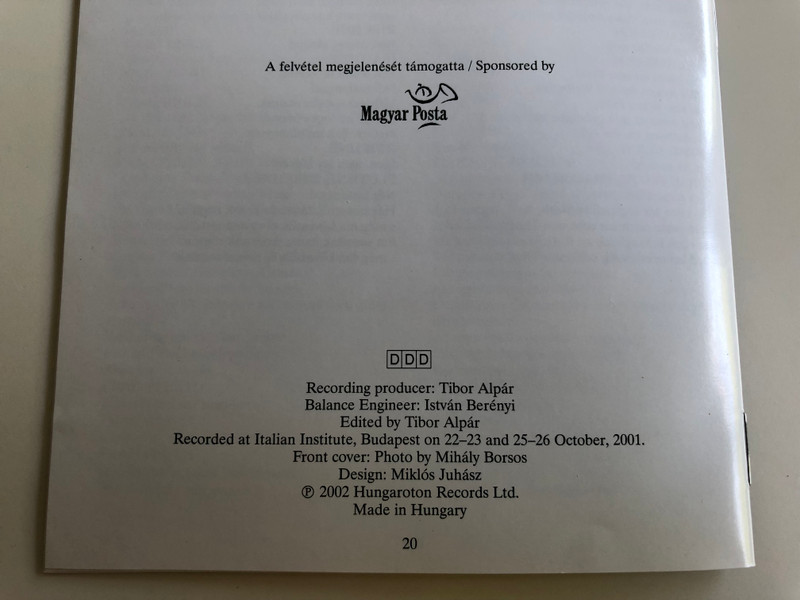 A felvétel megjelenését támogatta / Sponsored by
Magyar Posta
DDD
Recording producer: Tibor Alpár
Balance Engineer: István Berényi
Edited by Tibor Alpár
Recorded at Italian Institute, Budapest on 22–23 and 25–26 October, 2001.
Front cover: Photo by Mihály Borsos
Design: Miklós Juhász
℗ 2002 Hungaroton Records Ltd.
Made in Hungary
20